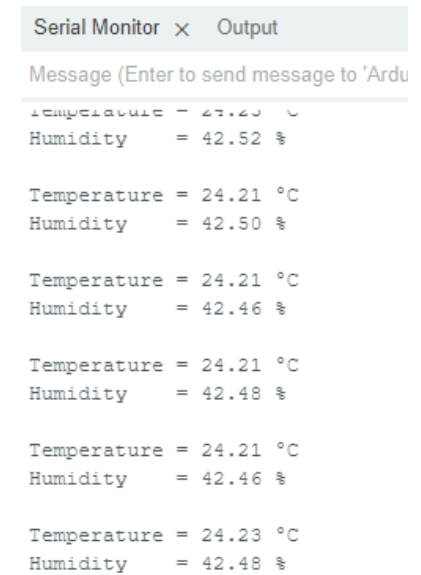 Serial Monitor × Output
Message (Enter to send message to 'Ardu
Humidity    = 42.52 %
Temperature = 24.21 °C
Humidity    = 42.50 %
Temperature = 24.21 °C
Humidity    = 42.46 %
Temperature = 24.21 °C
Humidity    = 42.48 %
Temperature = 24.21 °C
Humidity    = 42.46 %
Temperature = 24.23 °C
Humidity    = 42.48 %